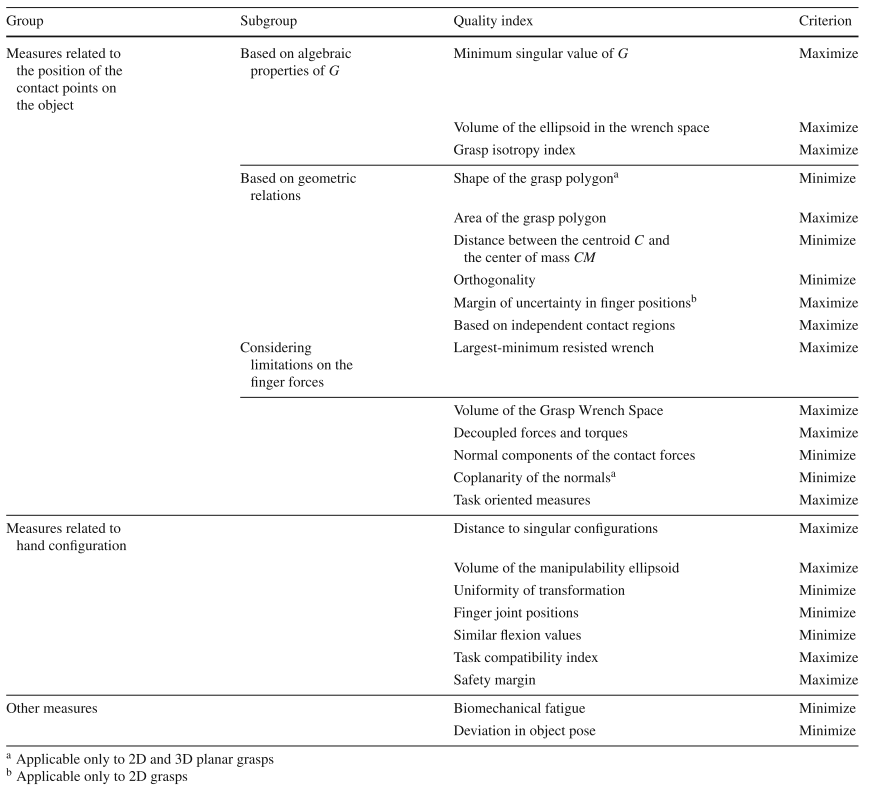 Group Subgroup Quality index Criterion
Measures related to Based on algebraic Minimum singular value of G Maximize
the position of the properties of G
contact points on
the object
Volume of the ellipsoid in the wrench space Maximize
Grasp isotropy index Maximize
Based on geometric Shape of the grasp polygonᵃ Minimize
relations
Area of the grasp polygon Maximize
Distance between the centroid C and Minimize
the center of mass CM
Orthogonality Minimize
Margin of uncertainty in finger positionsᵇ Maximize
Based on independent contact regions Maximize
Considering Largest-minimum resisted wrench Maximize
limitations on the
finger forces
Volume of the Grasp Wrench Space Maximize
Decoupled forces and torques Maximize
Normal components of the contact forces Minimize
Coplanarity of the normalsᵃ Minimize
Task oriented measures Maximize
Measures related to Distance to singular configurations Maximize
hand configuration
Volume of the manipulability ellipsoid Maximize
Uniformity of transformation Minimize
Finger joint positions Minimize
Similar flexion values Minimize
Task compatibility index Maximize
Safety margin Maximize
Other measures Biomechanical fatigue Minimize
Deviation in object pose Minimize
ᵃ Applicable only to 2D and 3D planar grasps
ᵇ Applicable only to 2D grasps